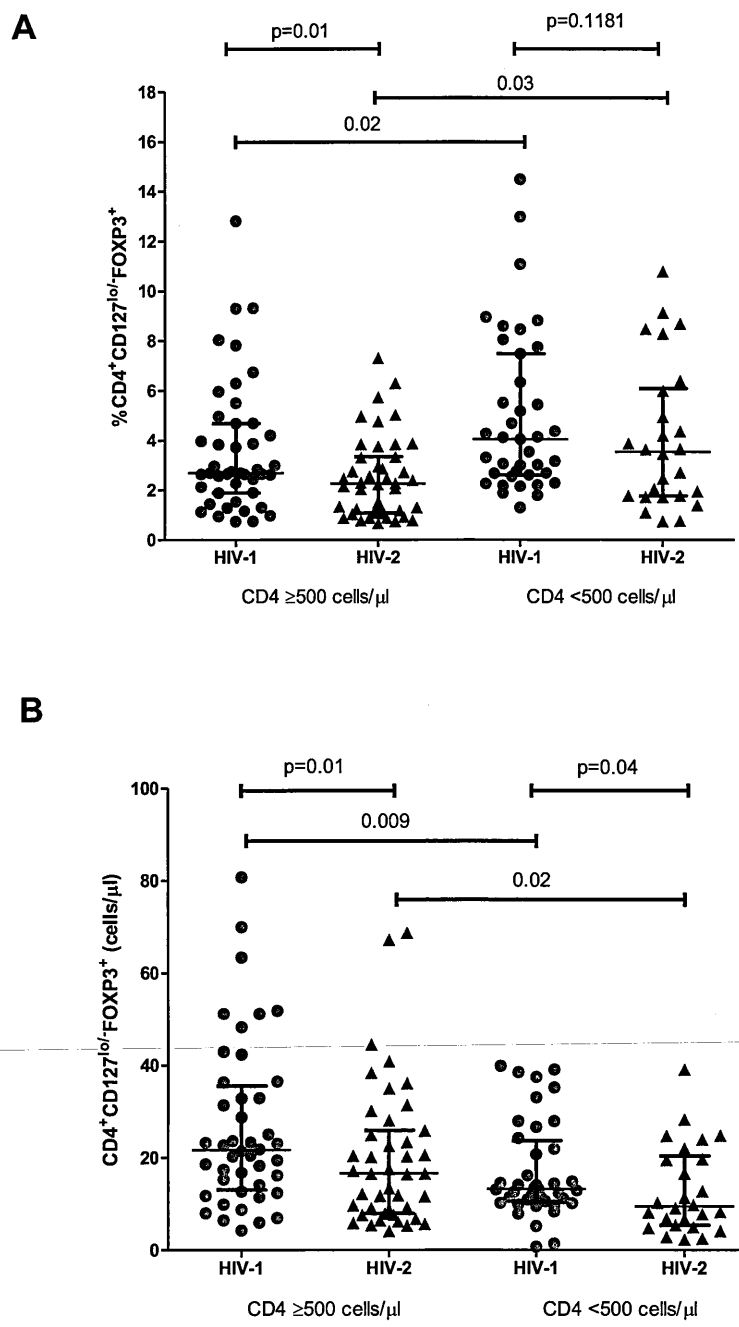 A
p=0.01 p=0.1181
0.03
0.02
18
16
14
12
10
8
6
4
2
0
%CD4⁺CD127ˡᵒ/⁻FOXP3⁺
HIV-1 HIV-2 HIV-1 HIV-2
CD4 ≥500 cells/µl CD4 <500 cells/µl
B
p=0.01 p=0.04
0.009
0.02
100
80
60
40
20
0
CD4⁺CD127ˡᵒ/⁻FOXP3⁺ (cells/µl)
HIV-1 HIV-2 HIV-1 HIV-2
CD4 ≥500 cells/µl CD4 <500 cells/µl